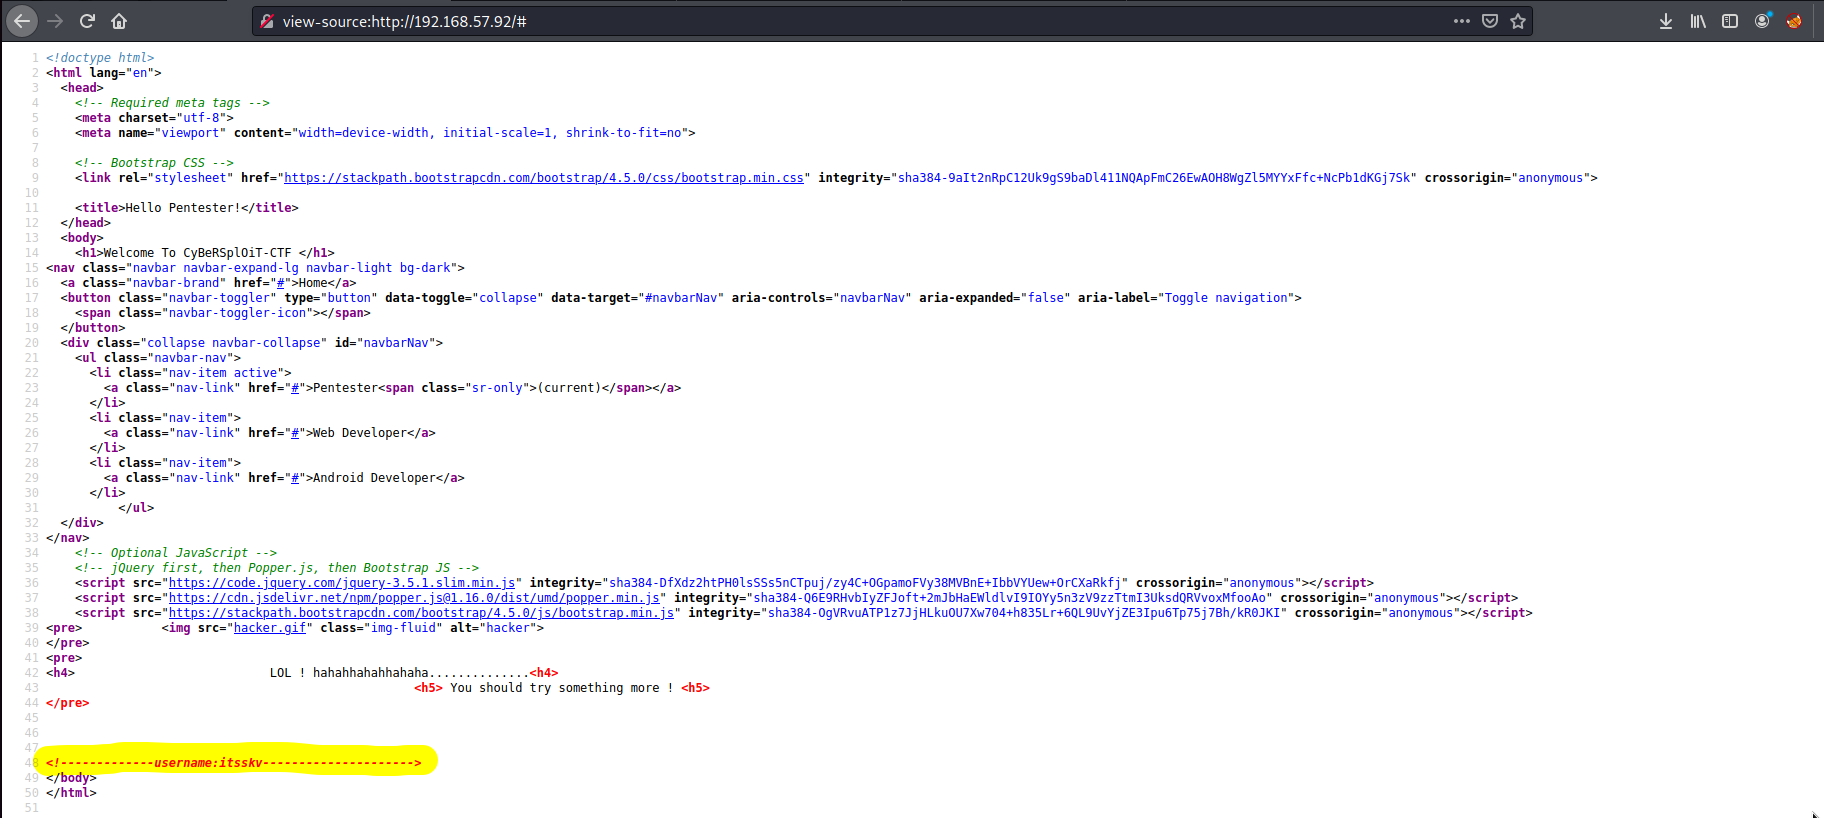 view-source:http://192.168.57.92/#
1 <!doctype html>
2 <html lang="en">
3 <head>
4 <!-- Required meta tags -->
5 <meta charset="utf-8">
6 <meta name="viewport" content="width=device-width, initial-scale=1, shrink-to-fit=no">
7
8 <!-- Bootstrap CSS -->
9 <link rel="stylesheet" href="https://stackpath.bootstrapcdn.com/bootstrap/4.5.0/css/bootstrap.min.css" integrity="sha384-9aIt2nRpC12Uk9gS9baDl411NQApFmC26EwAOH8WgZl5MYYxFfc+NcPb1dKGj7Sk" crossorigin="anonymous">
10
11 <title>Hello Pentester!</title>
12 </head>
13 <body>
14 <h1>Welcome To CyBeRSplOiT-CTF </h1>
15 <nav class="navbar navbar-expand-lg navbar-light bg-dark">
16 <a class="navbar-brand" href="#">Home</a>
17 <button class="navbar-toggler" type="button" data-toggle="collapse" data-target="#navbarNav" aria-controls="navbarNav" aria-expanded="false" aria-label="Toggle navigation">
18 <span class="navbar-toggler-icon"></span>
19 </button>
20 <div class="collapse navbar-collapse" id="navbarNav">
21 <ul class="navbar-nav">
22 <li class="nav-item active">
23 <a class="nav-link" href="#">Pentester<span class="sr-only">(current)</span></a>
24 </li>
25 <li class="nav-item">
26 <a class="nav-link" href="#">Web Developer</a>
27 </li>
28 <li class="nav-item">
29 <a class="nav-link" href="#">Android Developer</a>
30 </li>
31 </ul>
32 </div>
33 </nav>
34 <!-- Optional JavaScript -->
35 <!-- jQuery first, then Popper.js, then Bootstrap JS -->
36 <script src="https://code.jquery.com/jquery-3.5.1.slim.min.js" integrity="sha384-DfXdz2htPH0lsSSs5nCTpuj/zy4C+OGpamoFVy38MVBnE+IbbVYUew+OrCXaRkfj" crossorigin="anonymous"></script>
37 <script src="https://cdn.jsdelivr.net/npm/popper.js@1.16.0/dist/umd/popper.min.js" integrity="sha384-Q6E9RHvbIyZFJoft+2mJbHaEWldlvI9IOYy5n3zV9zzTtmI3UksdQRVvoxMfooAo" crossorigin="anonymous"></script>
38 <script src="https://stackpath.bootstrapcdn.com/bootstrap/4.5.0/js/bootstrap.min.js" integrity="sha384-OgVRvuATP1z7JjHLkuOU7Xw704+h835Lr+6QL9UvYjZE3Ipu6Tp75j7Bh/kR0JKI" crossorigin="anonymous"></script>
39 <pre> <img src="hacker.gif" class="img-fluid" alt="hacker">
40 </pre>
41 <pre>
42 <h4> LOL ! hahahhahahhahaha..............<h4>
43 <h5> You should try something more ! <h5>
44 </pre>
45
46
47
48 <!-------------username:itsskv--------------------->
49 </body>
50 </html>
51